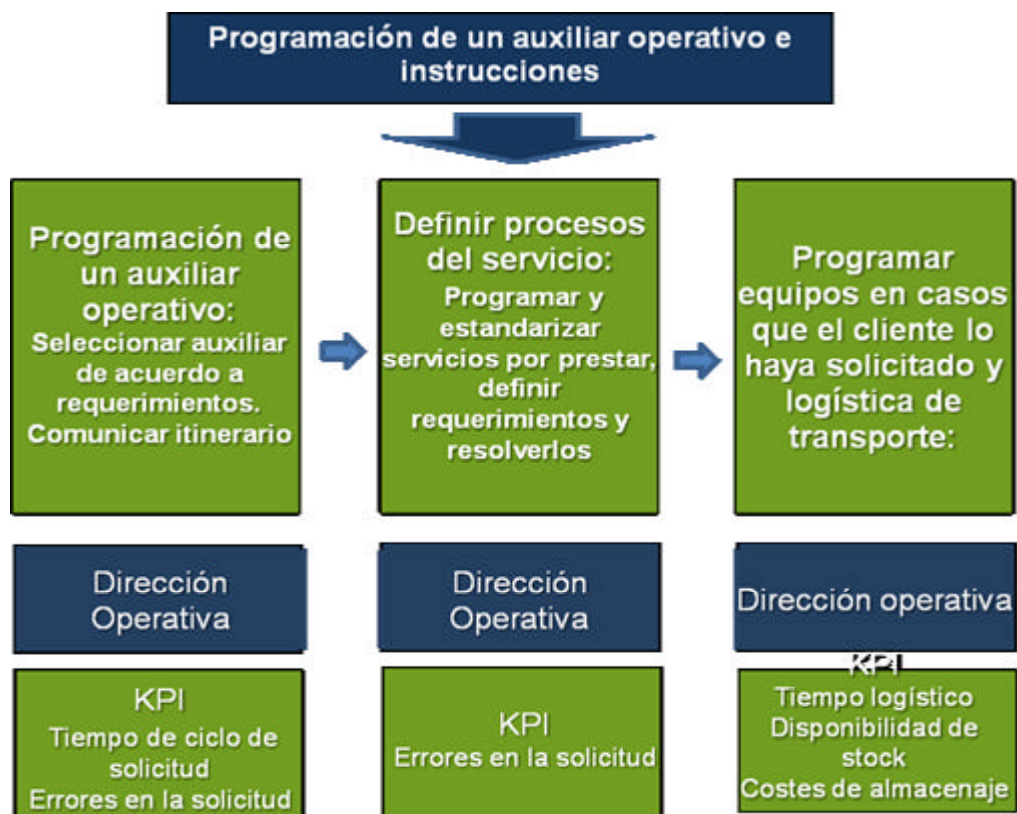 Programación de un auxiliar operativo e
instrucciones
Programación de
un auxiliar
operativo:
Seleccionar auxiliar
de acuerdo a
requerimientos.
Comunicar itinerario
Definir procesos
del servicio:
Programar y
estandarizar
servicios por prestar,
definir
requerimientos y
resolverlos
Programar
equipos en casos
que el cliente lo
haya solicitado y
logística de
transporte:
Dirección
Operativa
Dirección
Operativa
Dirección operativa
KPI
Tiempo de ciclo de
solicitud
Errores en la solicitud
KPI
Errores en la solicitud
KPI
Tiempo logístico
Disponibilidad de
stock
Costes de almacenaje